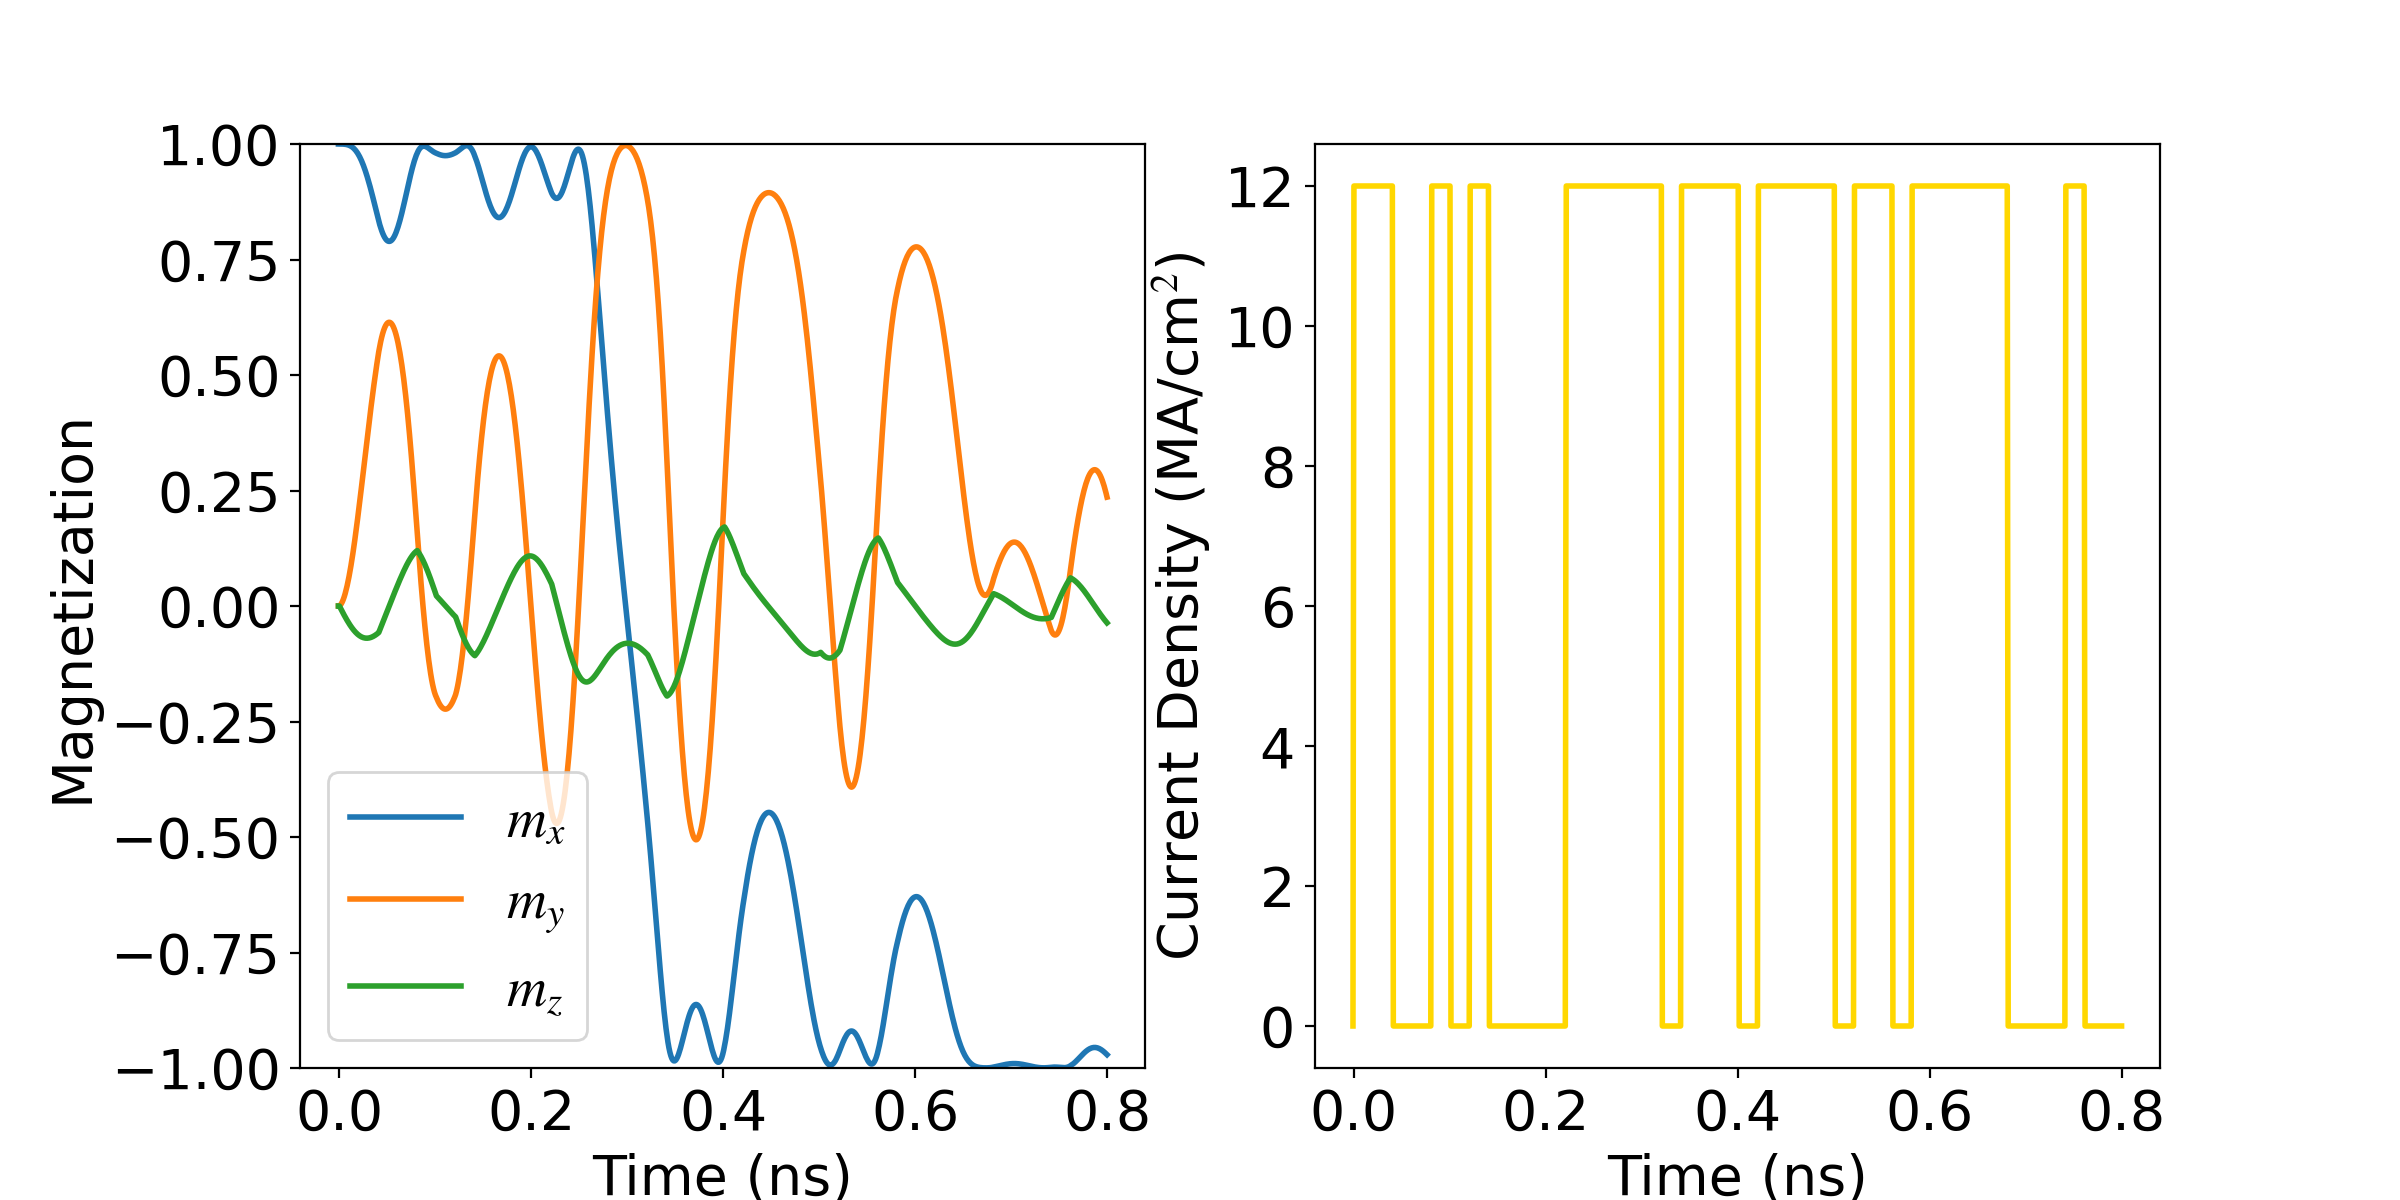 Magnetization
1.00
0.75
0.50
0.25
0.00
−0.25
−0.50
−0.75
−1.00
m_x
m_y
m_z
0.0 0.2 0.4 0.6 0.8
Time (ns)
Current Density (MA/cm²)
12
10
8
6
4
2
0
0.0 0.2 0.4 0.6 0.8
Time (ns)